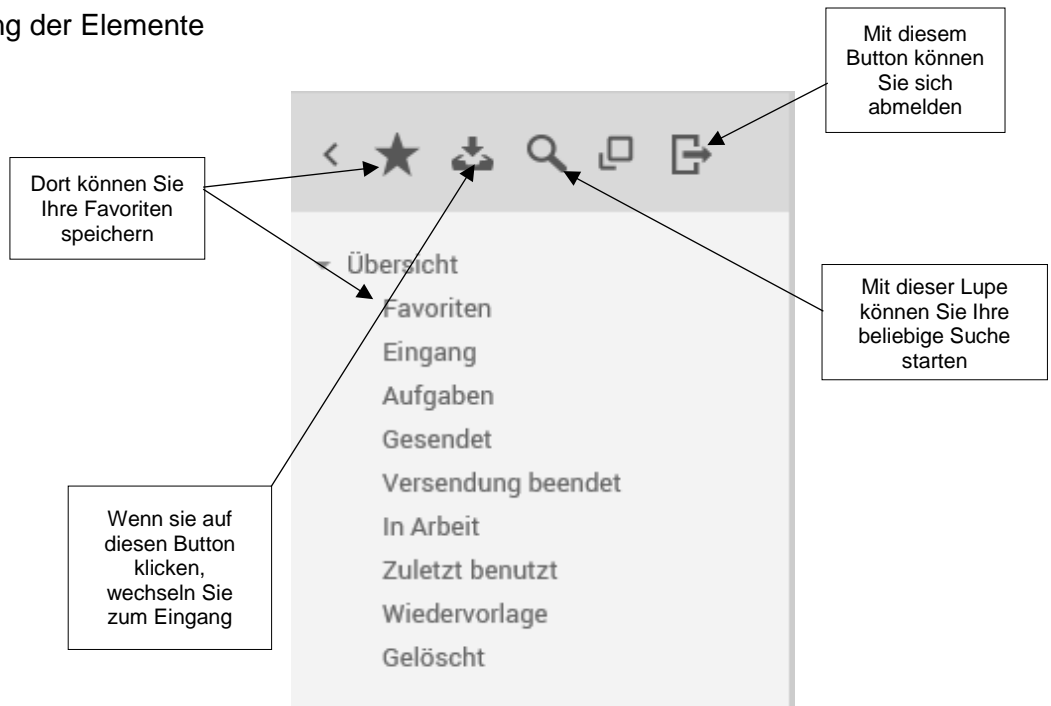 ng der Elemente
Mit diesem
Button können
Sie sich
abmelden
Dort können Sie
Ihre Favoriten
speichern
Übersicht
Favoriten
Eingang
Aufgaben
Gesendet
Versendung beendet
In Arbeit
Zuletzt benutzt
Wiedervorlage
Gelöscht
Mit dieser Lupe
können Sie Ihre
beliebige Suche
starten
Wenn sie auf
diesen Button
klicken,
wechseln Sie
zum Eingang